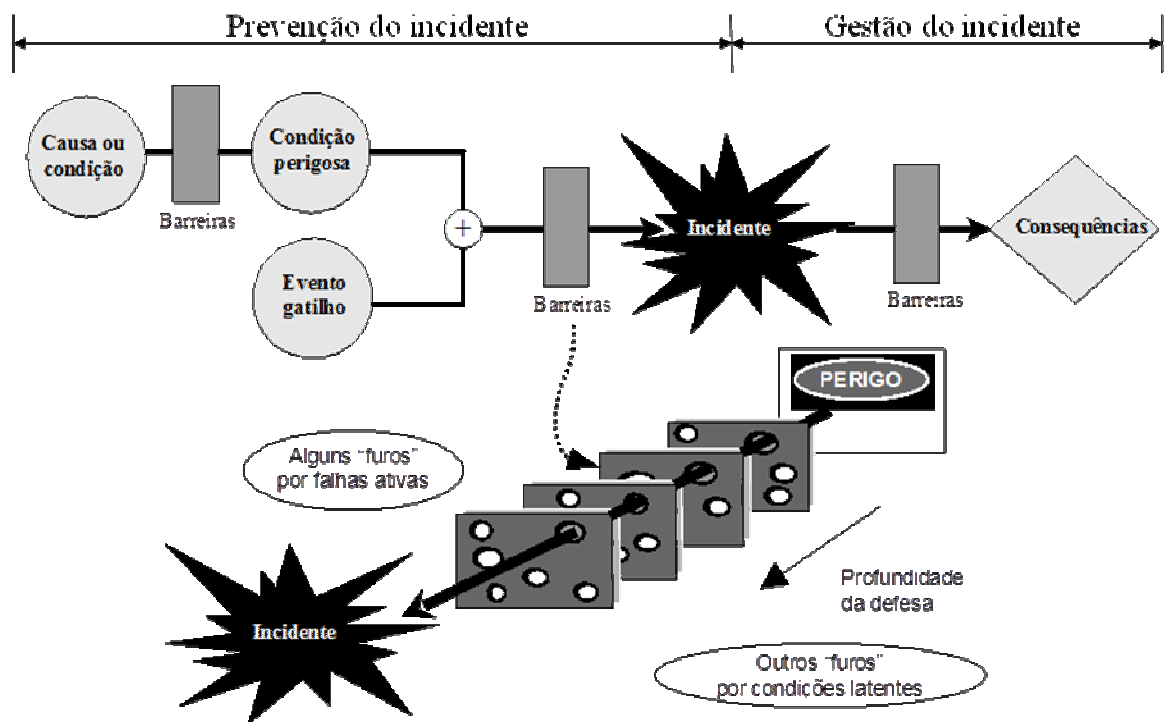 Prevenção do incidente
Gestão do incidente
Causa ou
condição
Barreiras
Condição
perigosa
Evento
gatilho
+
Barreiras
Incidente
Barreiras
Consequências
PERIGO
Alguns “furos”
por falhas ativas
Incidente
Profundidade
da defesa
Outros “furos”
por condições latentes